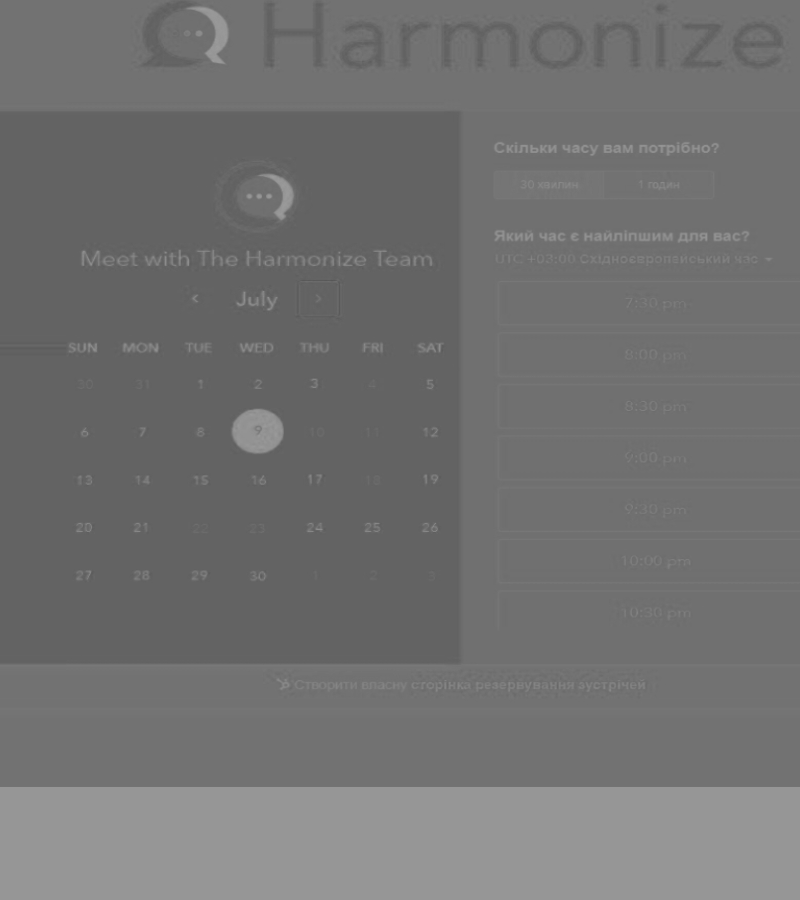 Harmonize
Meet with The Harmonize Team
July
SUN MON TUE WED THU FRI SAT
30 31 1 2 3 4 5
6 7 8 9 10 11 12
13 14 15 16 17 18 19
20 21 22 23 24 25 26
27 28 29 30 1 2 3
Скільки часу вам потрібно?
30 хвилин 1 годин
Який час є найліпшим для вас?
UTC +03:00 Східноєвропейський час
7:30 pm
8:00 pm
8:30 pm
9:00 pm
9:30 pm
10:00 pm
10:30 pm
Створити власну сторінка резервування зустрічей